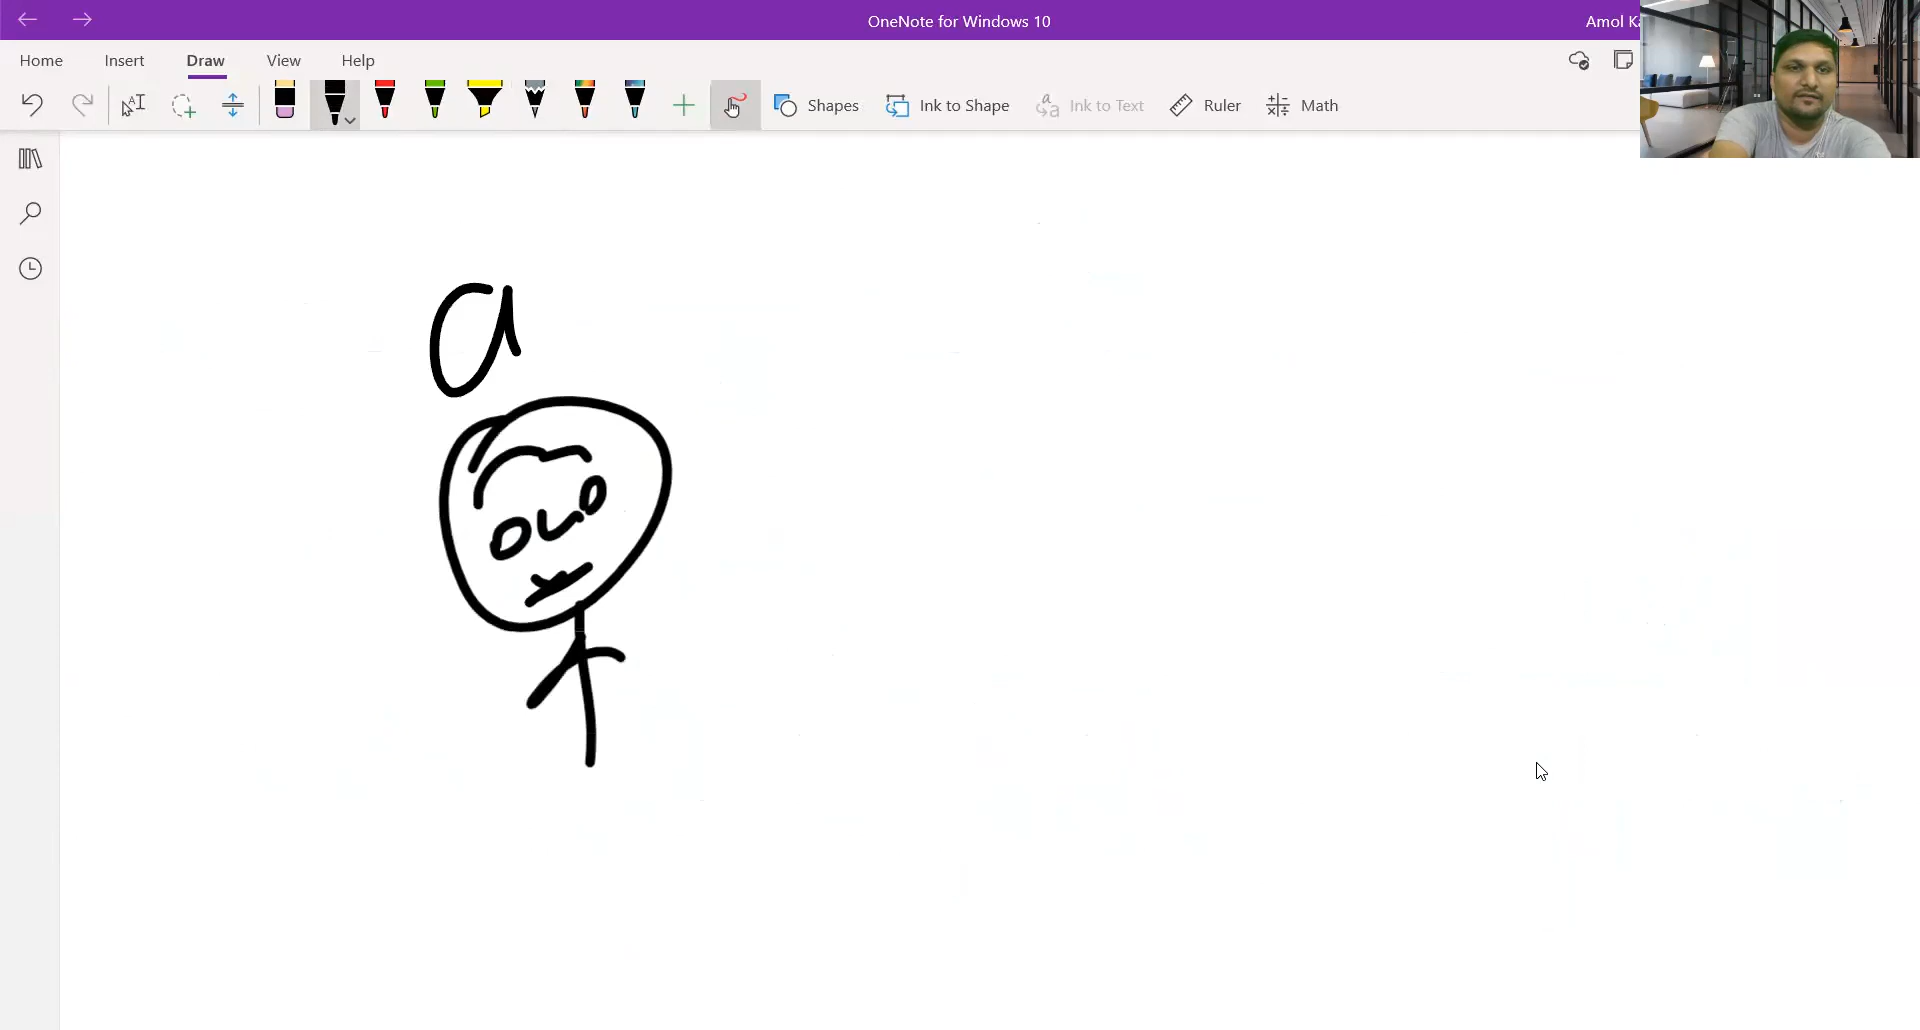 OneNote for Windows 10
Amol Ka
Home Insert Draw View Help
Shapes Ink to Shape Ink to Text Ruler Math
a